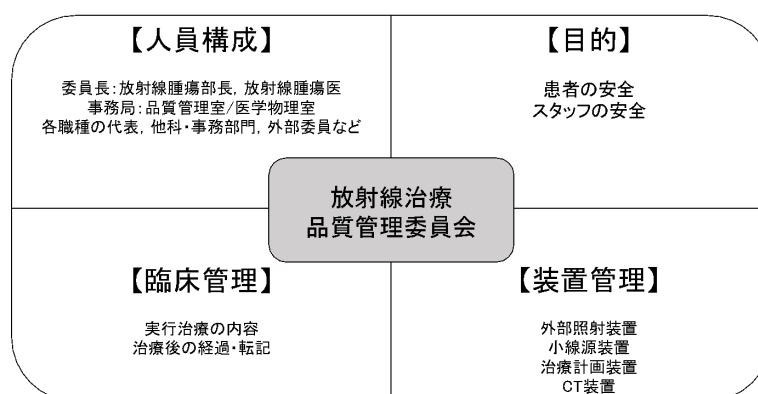 【人員構成】
委員長：放射線腫瘍部長，放射線腫瘍医
事務局：品質管理室/医学物理室
各職種の代表，他科・事務部門，外部委員など
【目的】
患者の安全
スタッフの安全
放射線治療
品質管理委員会
【臨床管理】
実行治療の内容
治療後の経過・転記
【装置管理】
外部照射装置
小線源装置
治療計画装置
CT装置